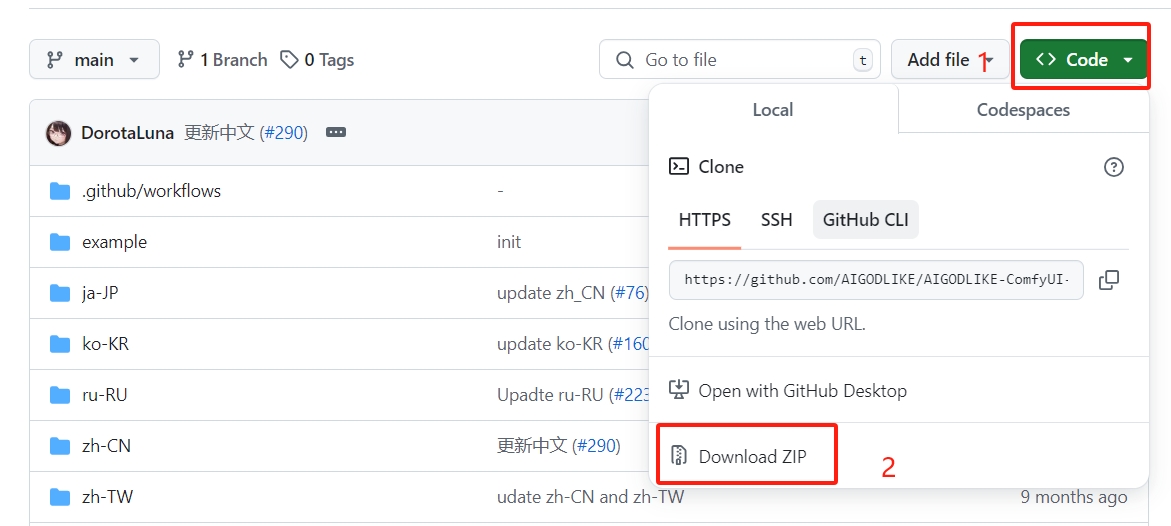 main 1 Branch 0 Tags Go to file t Add file 1 <> Code
Local Codespaces
DorotaLuna 更新中文 (#290)
Clone
.github/workflows -
HTTPS SSH GitHub CLI
example init
https://github.com/AIGODLIKE/AIGODLIKE-ComfyUI-
ja-JP update zh_CN (#76)
Clone using the web URL.
ko-KR update ko-KR (#160
Open with GitHub Desktop
ru-RU Upadte ru-RU (#223
zh-CN 更新中文 (#290)
Download ZIP 2
zh-TW udate zh-CN and zh-TW 9 months ago